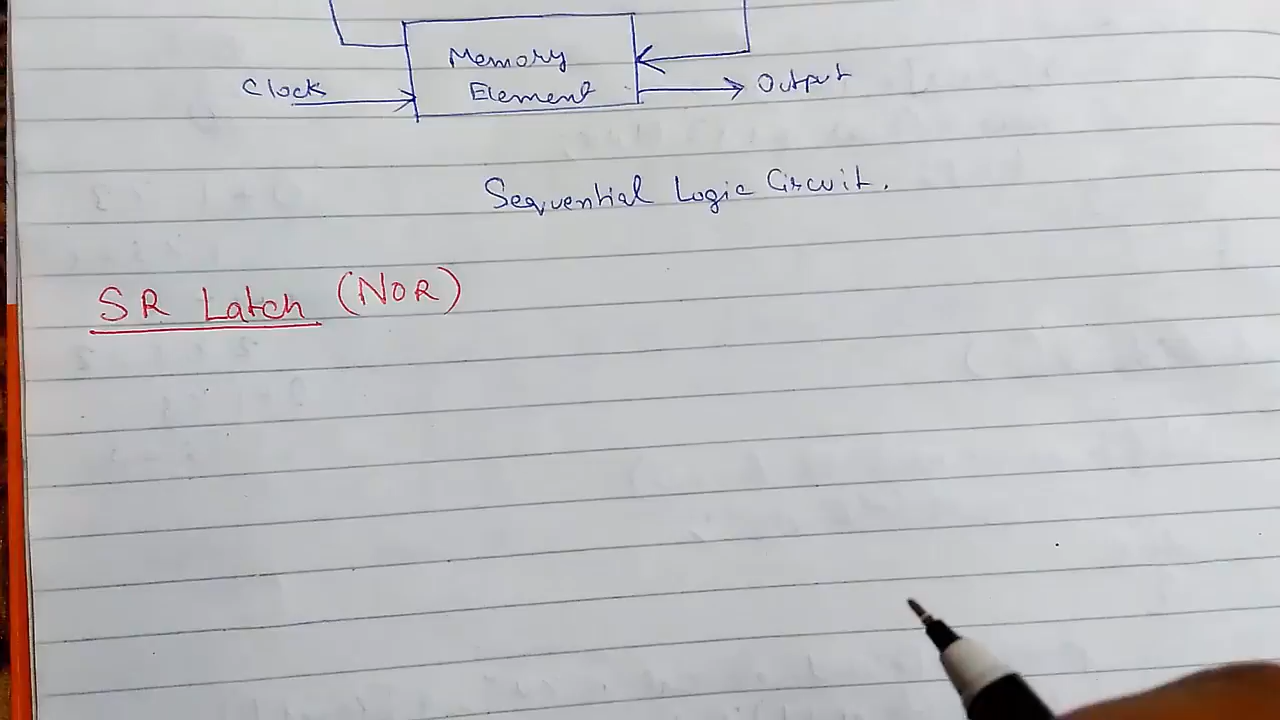 Memory
Element
Clock
Output
Sequential Logic Circuit.
SR Latch (NOR)